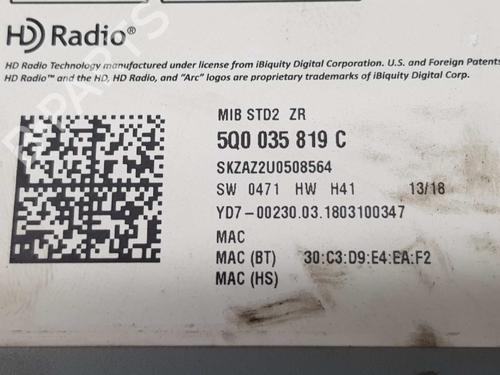 HD Radio®
HD Radio Technology manufactured under license from iBiquity Digital Corporation. U.S. and Foreign Patents
HD Radio™ and the HD, HD Radio, and “Arc” logos are proprietary trademarks of iBiquity Digital Corp.
MIB STD2 ZR
5Q0 035 819 C
SKZAZ2U0508564
SW 0471 HW H41 13/18
YD7-00230.03.1803100347
MAC
MAC (BT) 30:C3:D9:E4:EA:F2
MAC (HS)